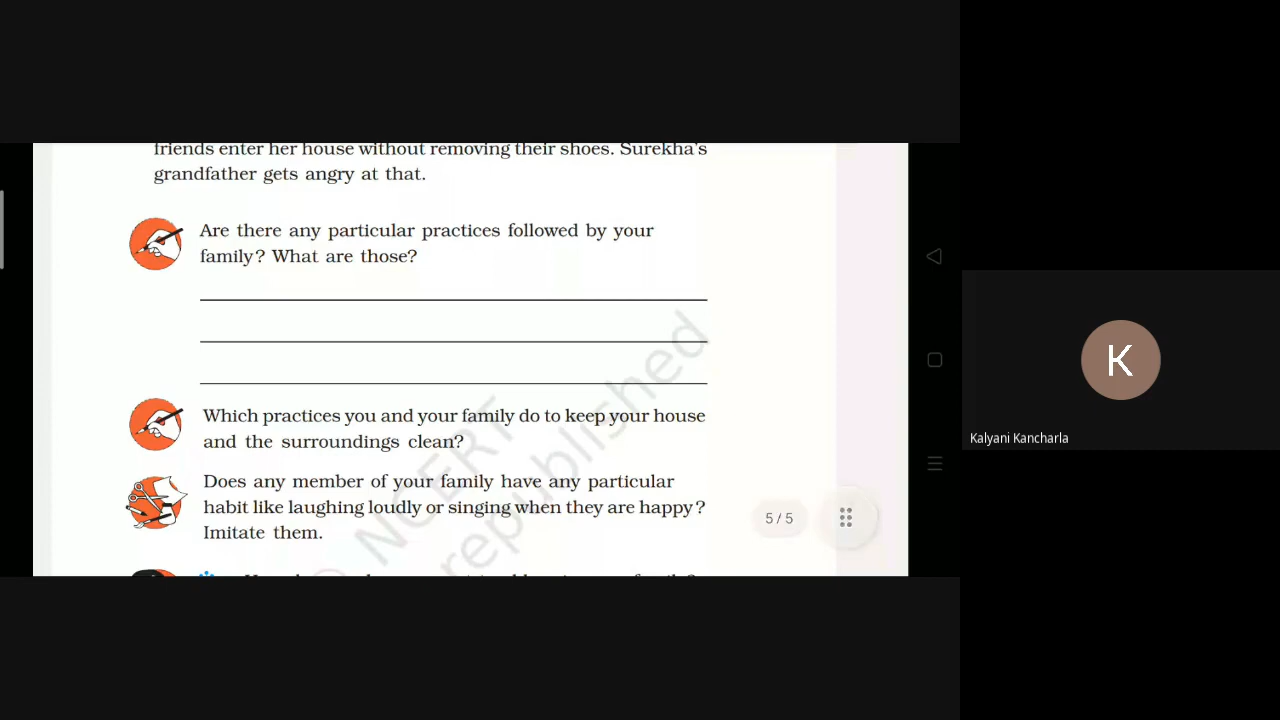 friends enter her house without removing their shoes. Surekha's
grandfather gets angry at that.
Are there any particular practices followed by your
family? What are those?
Which practices you and your family do to keep your house
and the surroundings clean?
Does any member of your family have any particular
habit like laughing loudly or singing when they are happy?
Imitate them.
5 / 5
NCERT
republished
K
Kalyani Kancharla